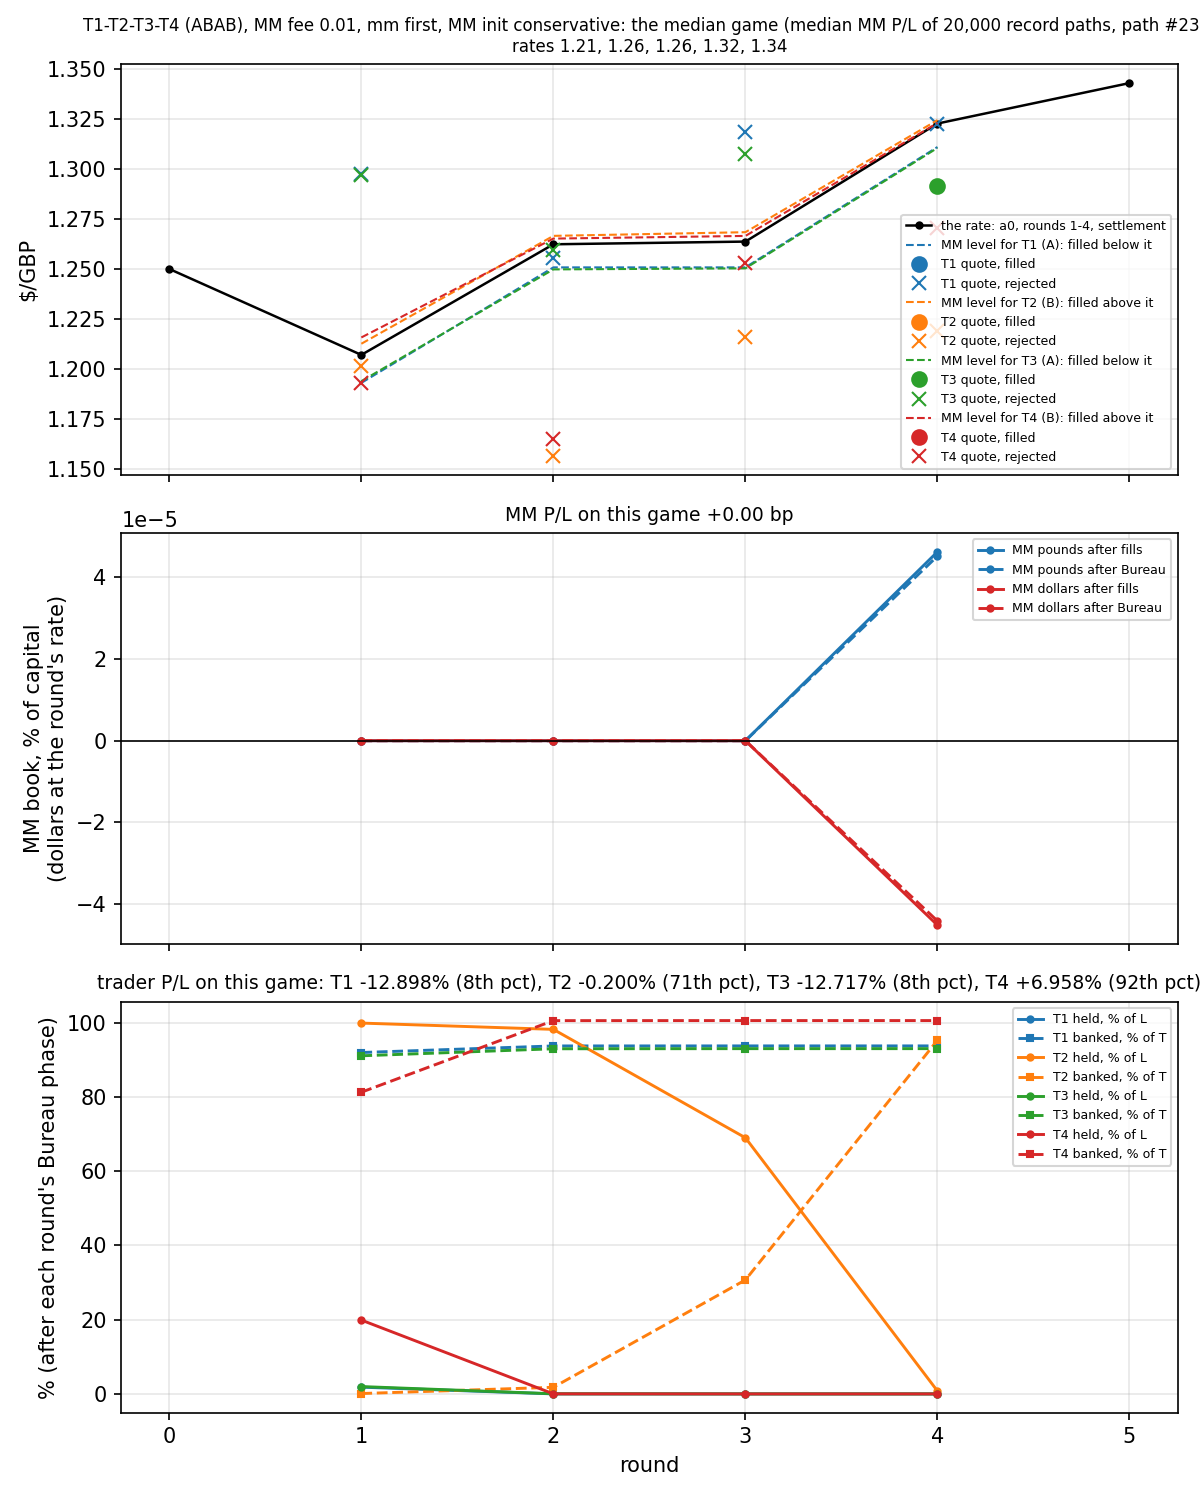 T1-T2-T3-T4 (ABAB), MM fee 0.01, mm first, MM init conservative: the median game (median MM P/L of 20,000 record paths, path #23
rates 1.21, 1.26, 1.26, 1.32, 1.34
1.350
1.325
1.300
1.275
1.250
1.225
1.200
1.175
1.150
$/GBP
the rate: a0, rounds 1-4, settlement
MM level for T1 (A): filled below it
T1 quote, filled
T1 quote, rejected
MM level for T2 (B): filled above it
T2 quote, filled
T2 quote, rejected
MM level for T3 (A): filled below it
T3 quote, filled
T3 quote, rejected
MM level for T4 (B): filled above it
T4 quote, filled
T4 quote, rejected
MM P/L on this game +0.00 bp
1e−5
4
2
0
−2
−4
MM book, % of capital
(dollars at the round's rate)
MM pounds after fills
MM pounds after Bureau
MM dollars after fills
MM dollars after Bureau
trader P/L on this game: T1 -12.898% (8th pct), T2 -0.200% (71th pct), T3 -12.717% (8th pct), T4 +6.958% (92th pct)
100
80
60
40
20
0
% (after each round's Bureau phase)
T1 held, % of L
T1 banked, % of T
T2 held, % of L
T2 banked, % of T
T3 held, % of L
T3 banked, % of T
T4 held, % of L
T4 banked, % of T
0 1 2 3 4 5
round